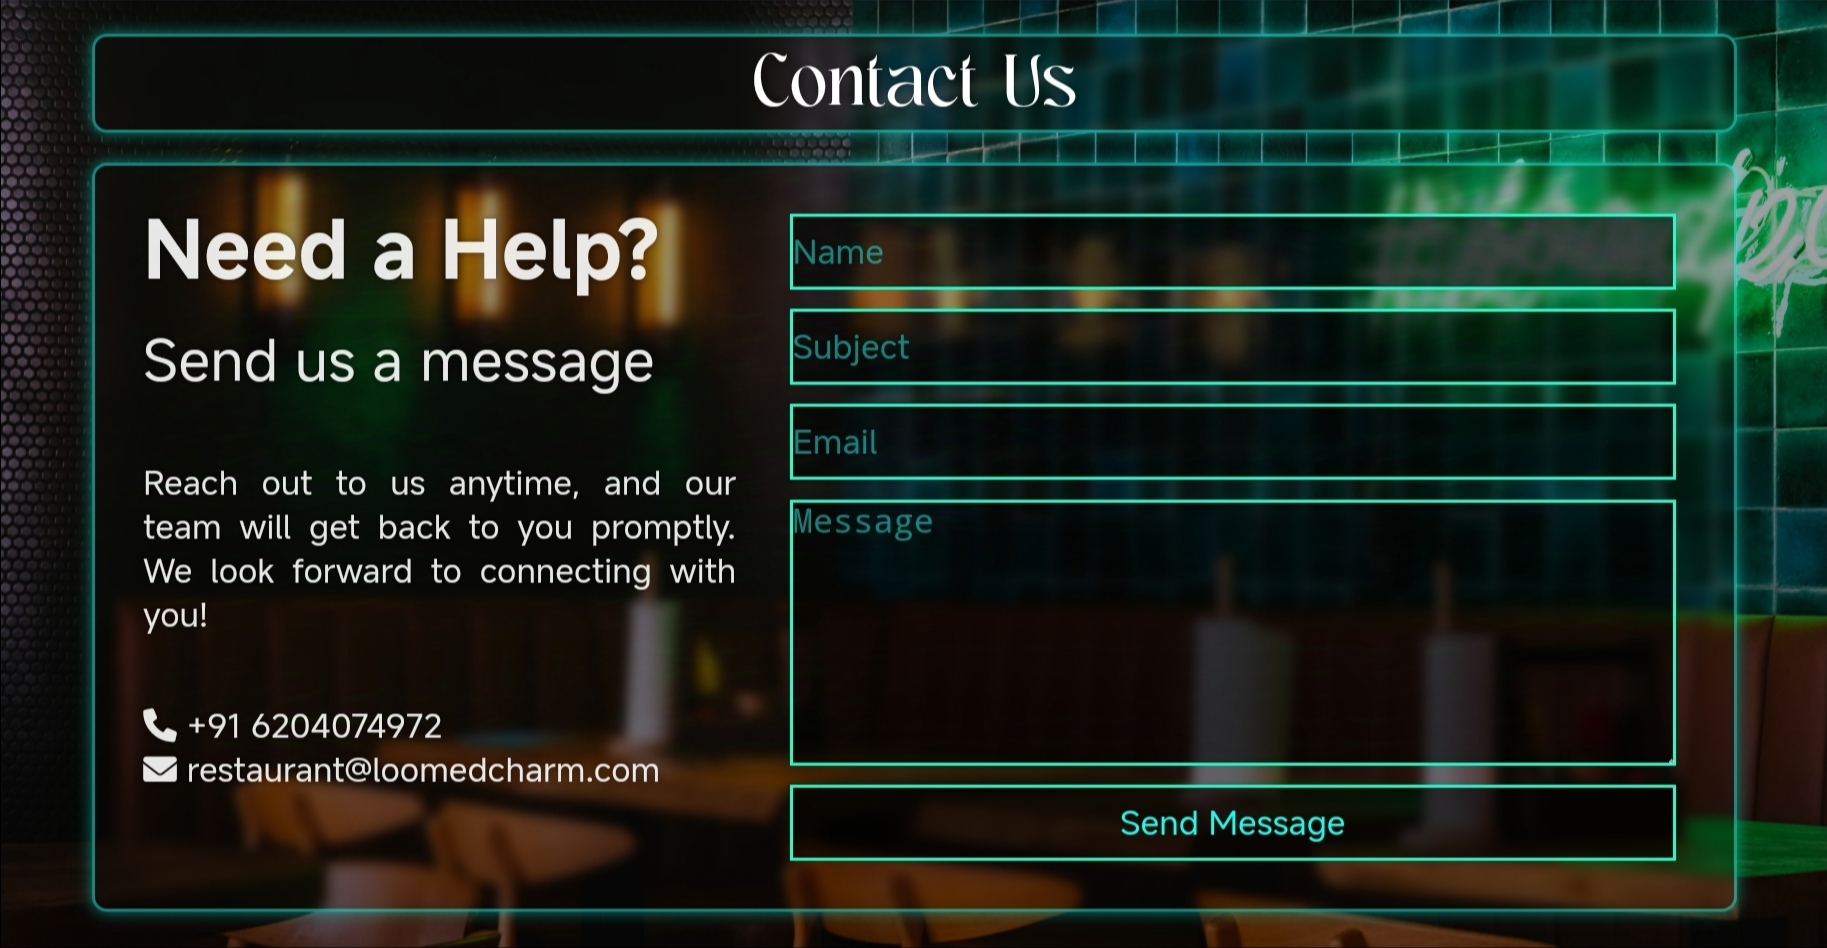 Contact Us
Need a Help?
Send us a message
Reach out to us anytime, and our
team will get back to you promptly.
We look forward to connecting with
you!
+91 6204074972
restaurant@loomedcharm.com
Name
Subject
Email
Message
Send Message